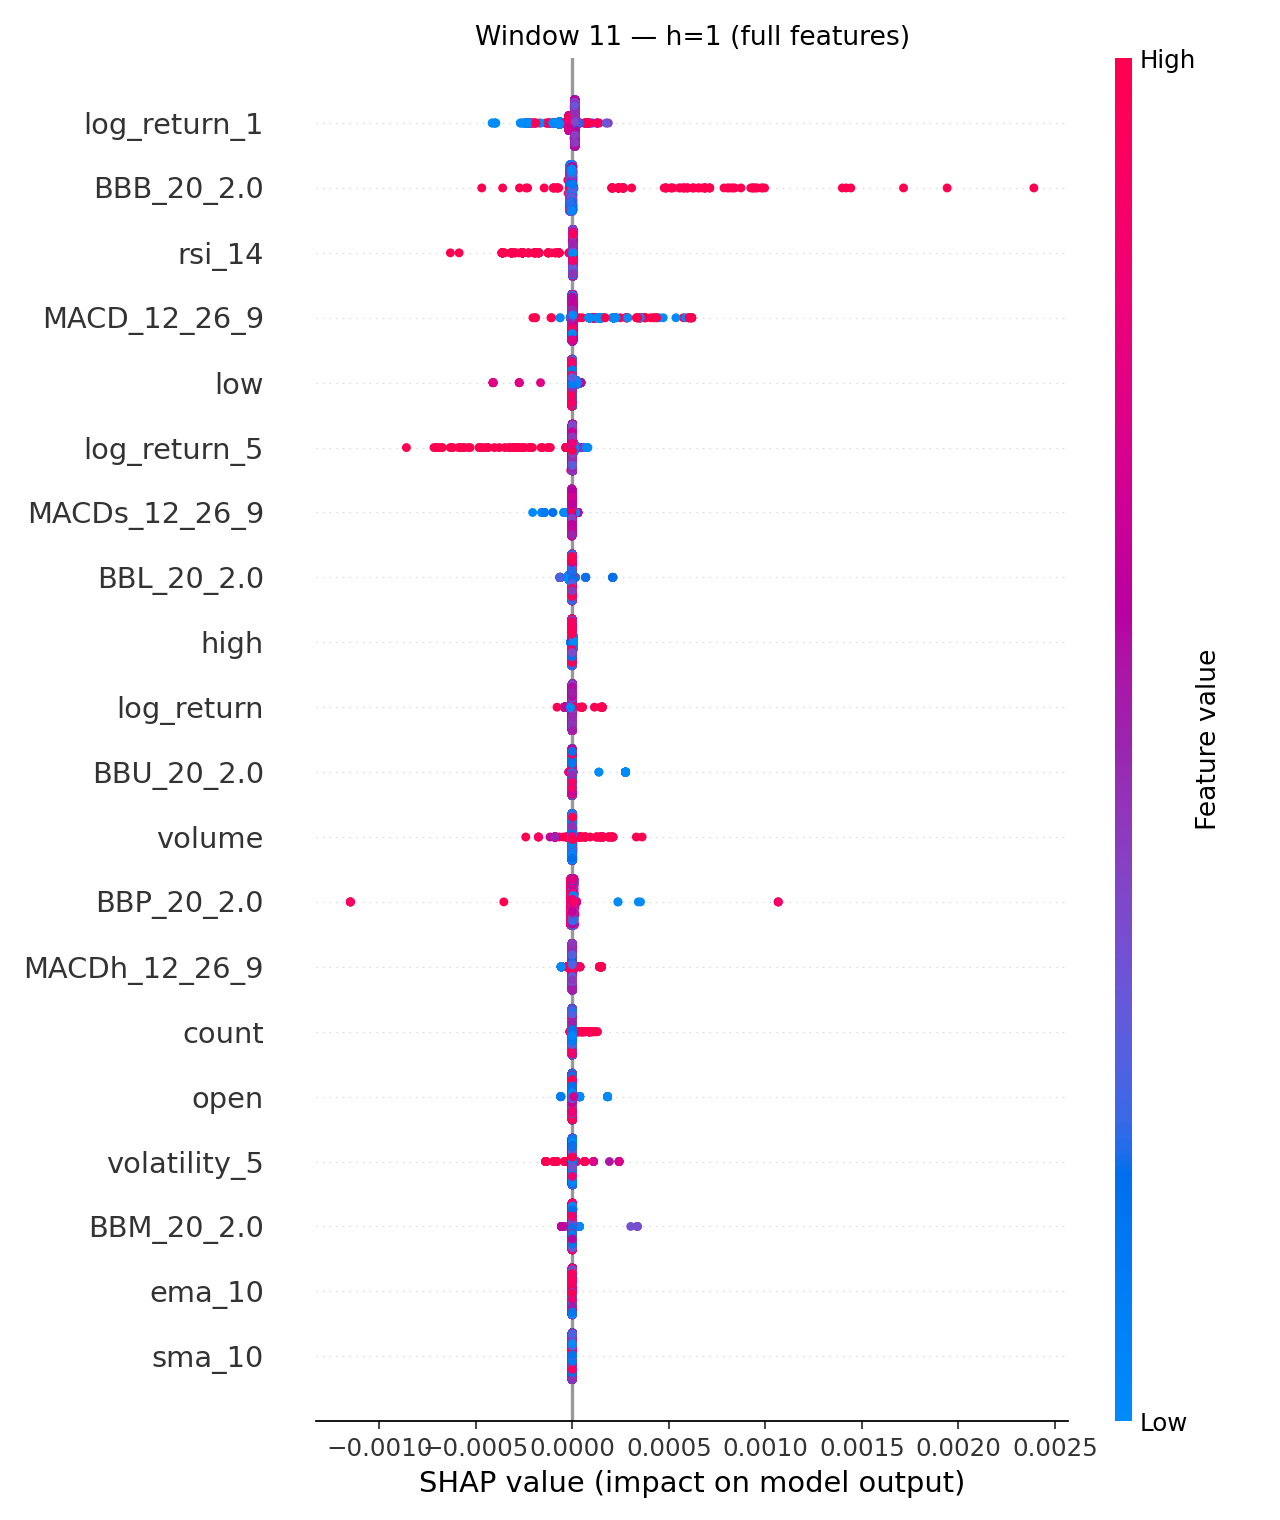 Window 11 — h=1 (full features)
High
log_return_1
BBB_20_2.0
rsi_14
MACD_12_26_9
low
log_return_5
MACDs_12_26_9
BBL_20_2.0
high
log_return
BBU_20_2.0
volume
BBP_20_2.0
MACDh_12_26_9
count
open
volatility_5
BBM_20_2.0
ema_10
sma_10
Feature value
Low
−0.0010 −0.0005 0.0000 0.0005 0.0010 0.0015 0.0020 0.0025
SHAP value (impact on model output)